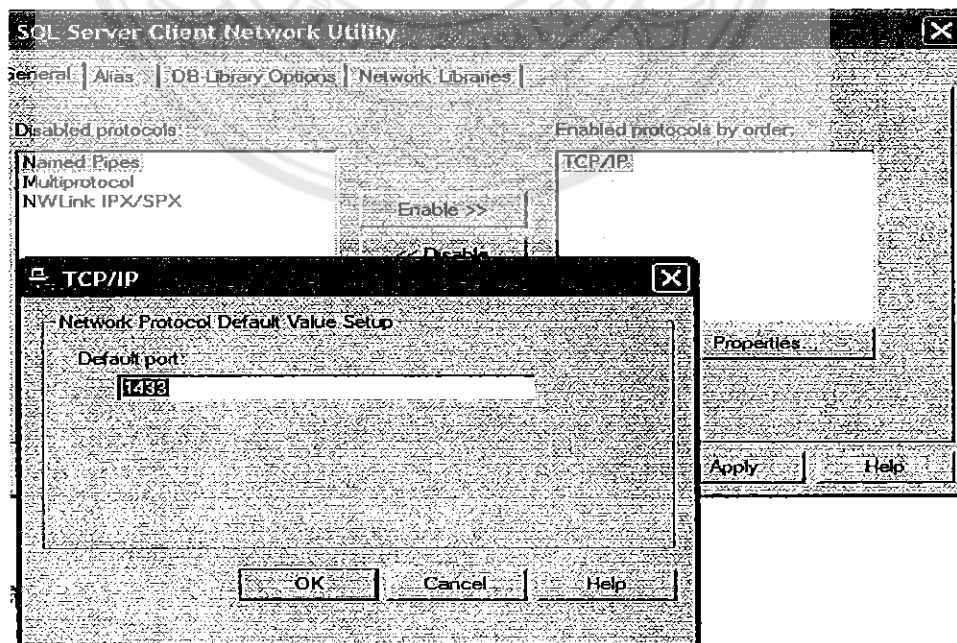 SQL Server Client Network Utility
General Alias DB-Library Options Network Libraries
Disabled protocols: Enabled protocols by order:
Named Pipes
Multiprotocol
NWLink IPX/SPX
TCP/IP
Enable >>
<< Disable
TCP/IP
Network Protocol Default Value Setup
Default port:
1433
Properties...
Apply Help
OK Cancel Help